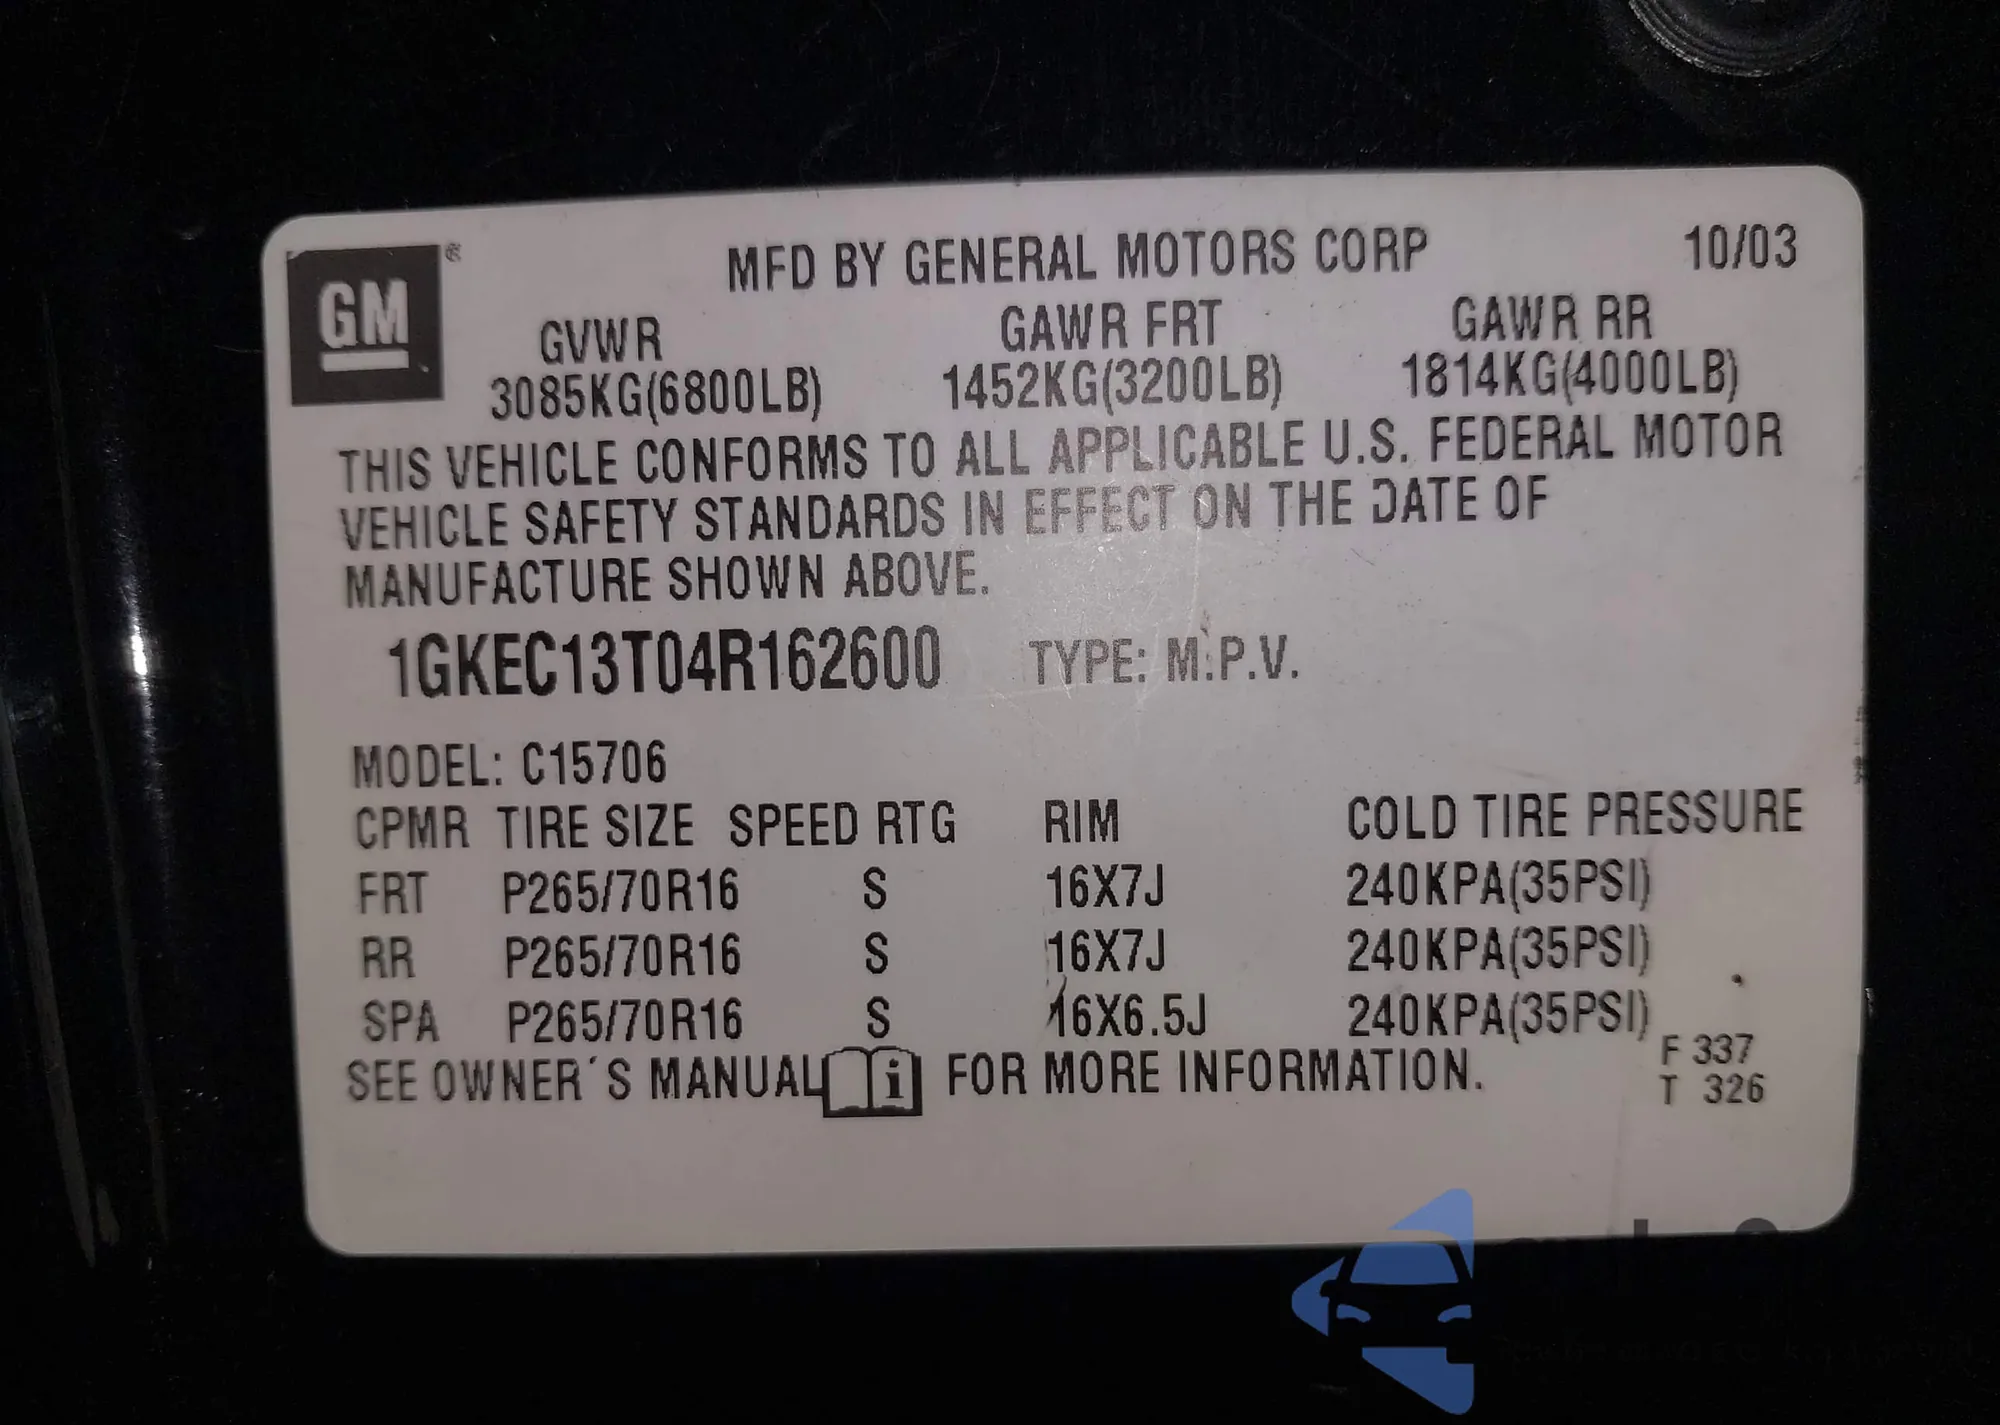 GM ®
MFD BY GENERAL MOTORS CORP 10/03
GVWR GAWR FRT GAWR RR
3085KG(6800LB) 1452KG(3200LB) 1814KG(4000LB)
THIS VEHICLE CONFORMS TO ALL APPLICABLE U.S. FEDERAL MOTOR
VEHICLE SAFETY STANDARDS IN EFFECT ON THE DATE OF
MANUFACTURE SHOWN ABOVE.
1GKEC13T04R162600 TYPE: M.P.V.
MODEL: C15706
CPMR TIRE SIZE SPEED RTG RIM COLD TIRE PRESSURE
FRT P265/70R16 S 16X7J 240KPA(35PSI)
RR P265/70R16 S 16X7J 240KPA(35PSI)
SPA P265/70R16 S 16X6.5J 240KPA(35PSI)
SEE OWNER´S MANUAL i FOR MORE INFORMATION.
F 337
T 326